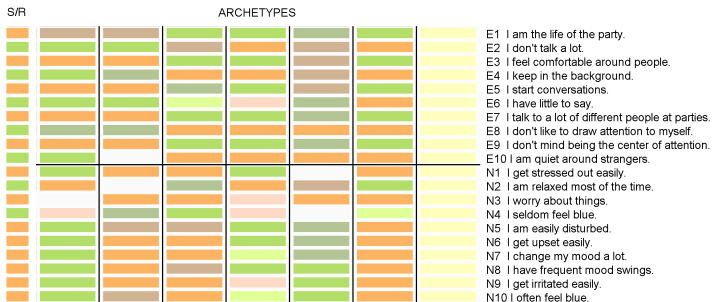 S/R
ARCHETYPES
E1 I am the life of the party.
E2 I don't talk a lot.
E3 I feel comfortable around people.
E4 I keep in the background.
E5 I start conversations.
E6 I have little to say.
E7 I talk to a lot of different people at parties.
E8 I don't like to draw attention to myself.
E9 I don't mind being the center of attention.
E10 I am quiet around strangers.
N1 I get stressed out easily.
N2 I am relaxed most of the time.
N3 I worry about things.
N4 I seldom feel blue.
N5 I am easily disturbed.
N6 I get upset easily.
N7 I change my mood a lot.
N8 I have frequent mood swings.
N9 I get irritated easily.
N10 I often feel blue.